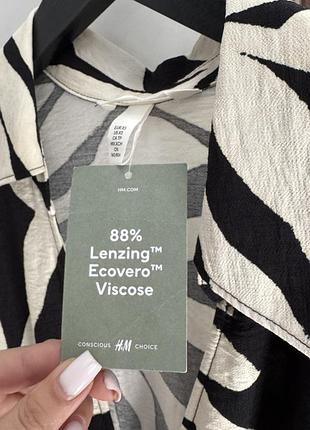 HM.COM
88%
Lenzing™
Ecovero™
Viscose
CONSCIOUS H&M CHOICE